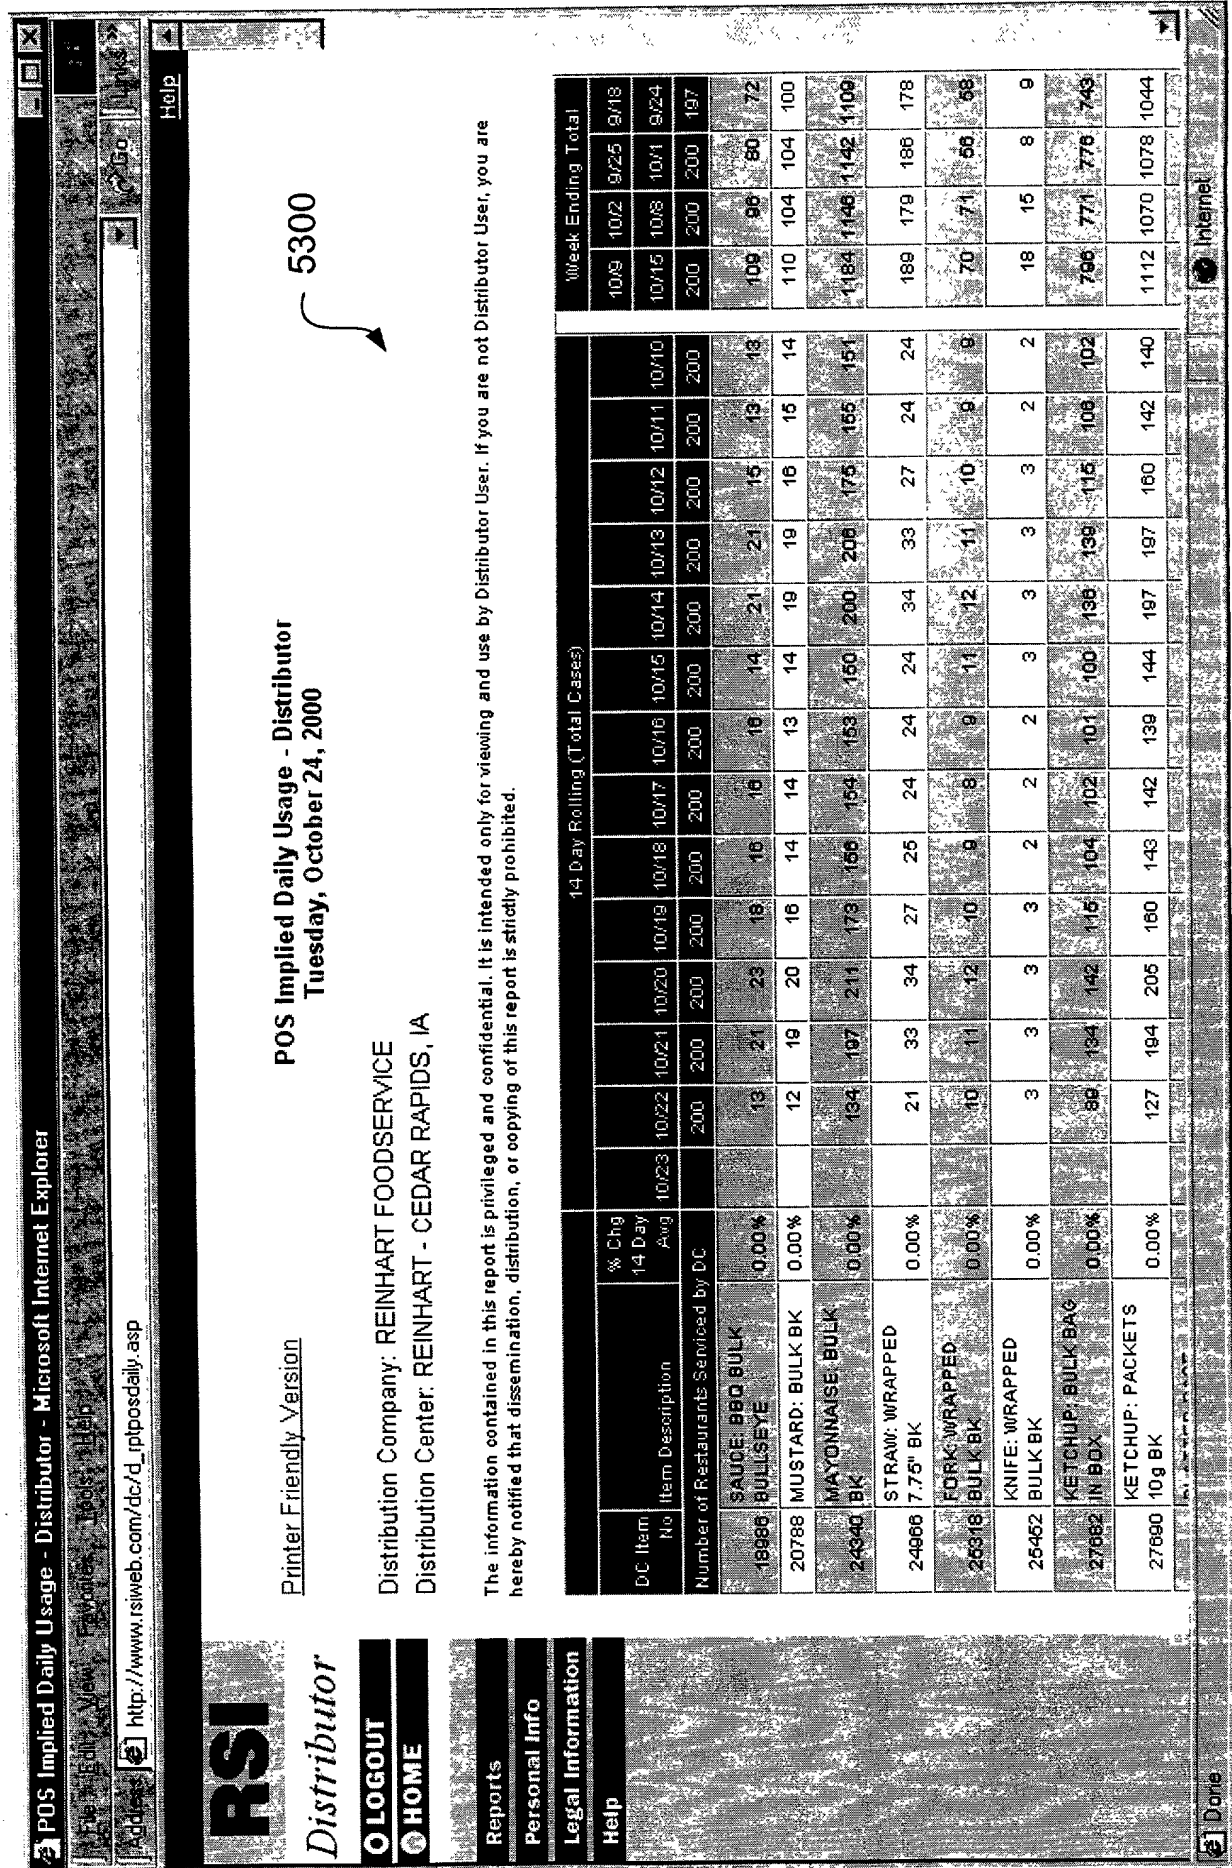 POS Implied Daily Usage - Distributor - Microsoft Internet Explorer
File Edit View Favorites Tools Help
Address http://www.rsiweb.com/dc/d_rptposdaily.asp Go Links »
Help
RSI
Distributor
LOGOUT
HOME
Reports
Personal Info
Legal Information
Help
Printer Friendly Version
POS Implied Daily Usage - Distributor
Tuesday, October 24, 2000
5300
Distribution Company: REINHART FOODSERVICE
Distribution Center: REINHART - CEDAR RAPIDS, IA
The information contained in this report is privileged and confidential. It is intended only for viewing and use by Distributor User. If you are not Distributor User, you are
hereby notified that dissemination, distribution, or copying of this report is strictly prohibited.
14 Day Rolling (Total Cases) Week Ending Total
DC Item No Item Description % Chg 14 Day Avg 10/23 10/22 10/21 10/20 10/19 10/18 10/17 10/16 10/15 10/14 10/13 10/12 10/11 10/10 10/9 10/2 9/25 9/18
10/15 10/8 10/1 9/24
Number of Restaurants Serviced by DC 200 200 200 200 200 200 200 200 200 200 200 200 200 200 200 200 197
18986 SAUCE: BBQ BULK BULLSEYE 0.00% 13 21 23 18 16 16 16 14 21 21 15 13 13 109 96 80 72
20788 MUSTARD: BULK BK 0.00% 12 19 20 16 14 14 13 14 19 19 16 15 14 110 104 104 100
24340 MAYONNAISE: BULK BK 0.00% 134 197 211 173 156 154 153 150 200 206 175 155 151 1184 1146 1142 1109
24966 STRAW: WRAPPED 7.75" BK 0.00% 21 33 34 27 25 24 24 24 34 33 27 24 24 189 179 186 178
25318 FORK: WRAPPED BULK BK 0.00% 10 11 12 10 9 8 9 11 12 11 10 9 9 70 71 56 58
25452 KNIFE: WRAPPED BULK BK 0.00% 3 3 3 3 2 2 2 3 3 3 3 2 2 18 15 8 9
27682 KETCHUP: BULK BAG IN BOX 0.00% 89 134 142 115 104 102 101 100 136 139 115 106 102 796 771 776 743
27690 KETCHUP: PACKETS 10g BK 0.00% 127 194 205 160 143 142 139 144 197 197 160 142 140 1112 1070 1078 1044
Done Internet